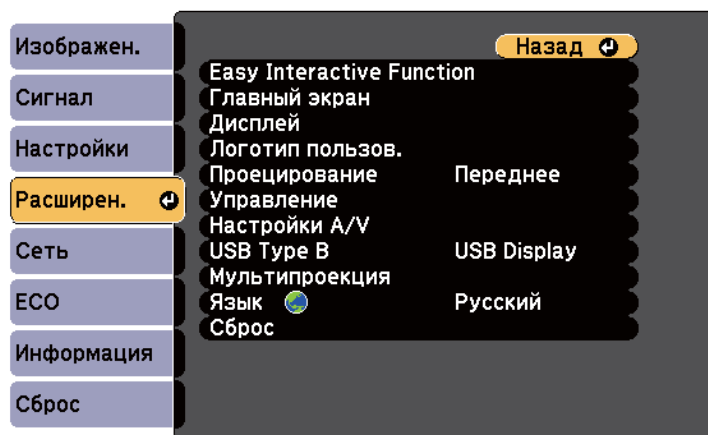 Изображен.
Сигнал
Настройки
Расширен.
Сеть
ECO
Информация
Сброс
Назад
Easy Interactive Function
Главный экран
Дисплей
Логотип пользов.
Проецирование Переднее
Управление
Настройки A/V
USB Type B USB Display
Мультипроекция
Язык Русский
Сброс